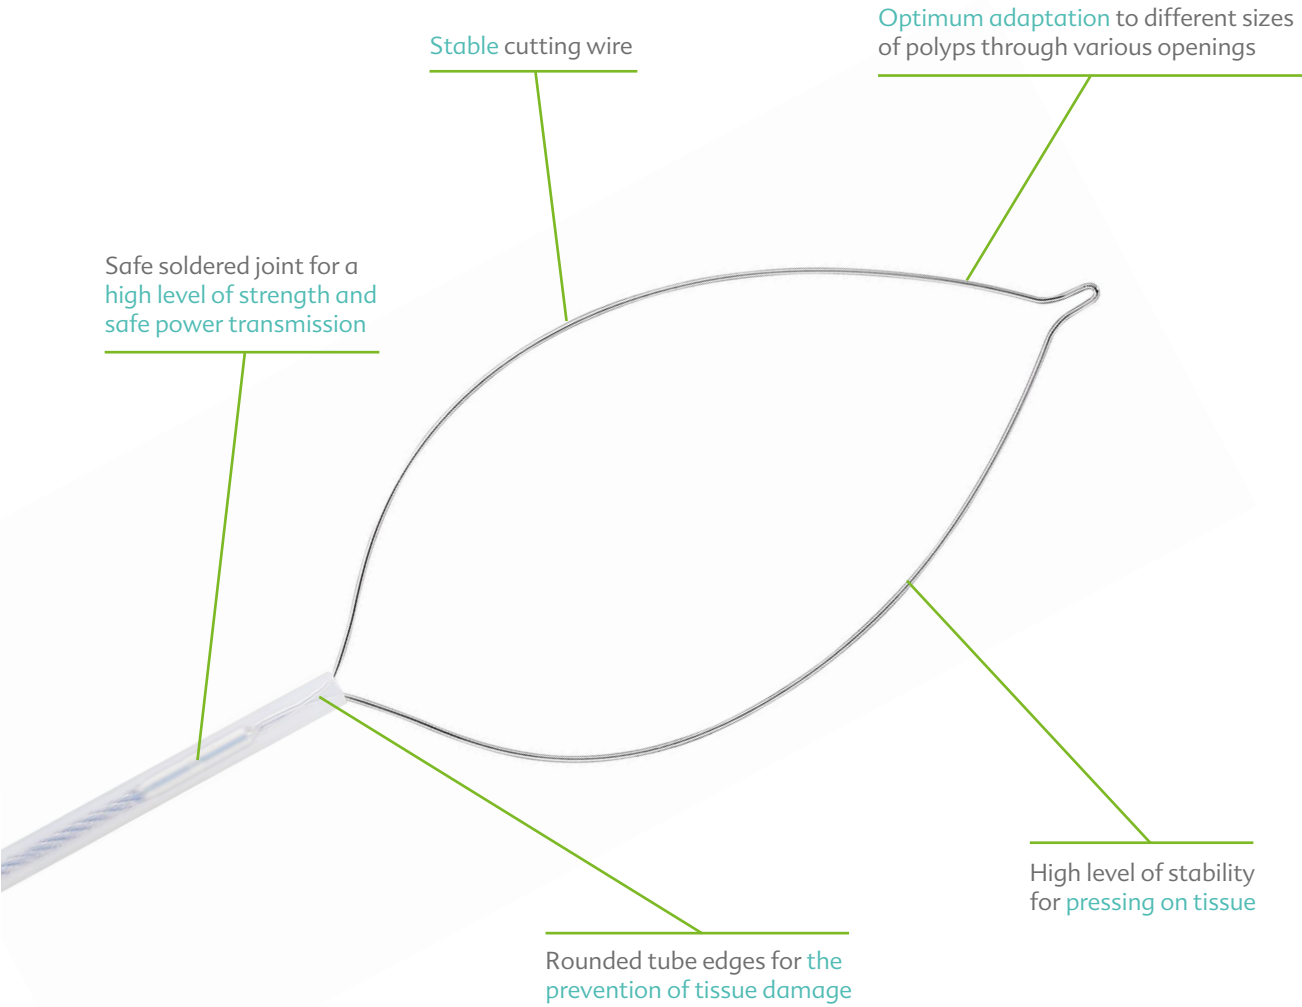 Optimum adaptation to different sizes
of polyps through various openings
Stable cutting wire
Safe soldered joint for a
high level of strength and
safe power transmission
High level of stability
for pressing on tissue
Rounded tube edges for the
prevention of tissue damage